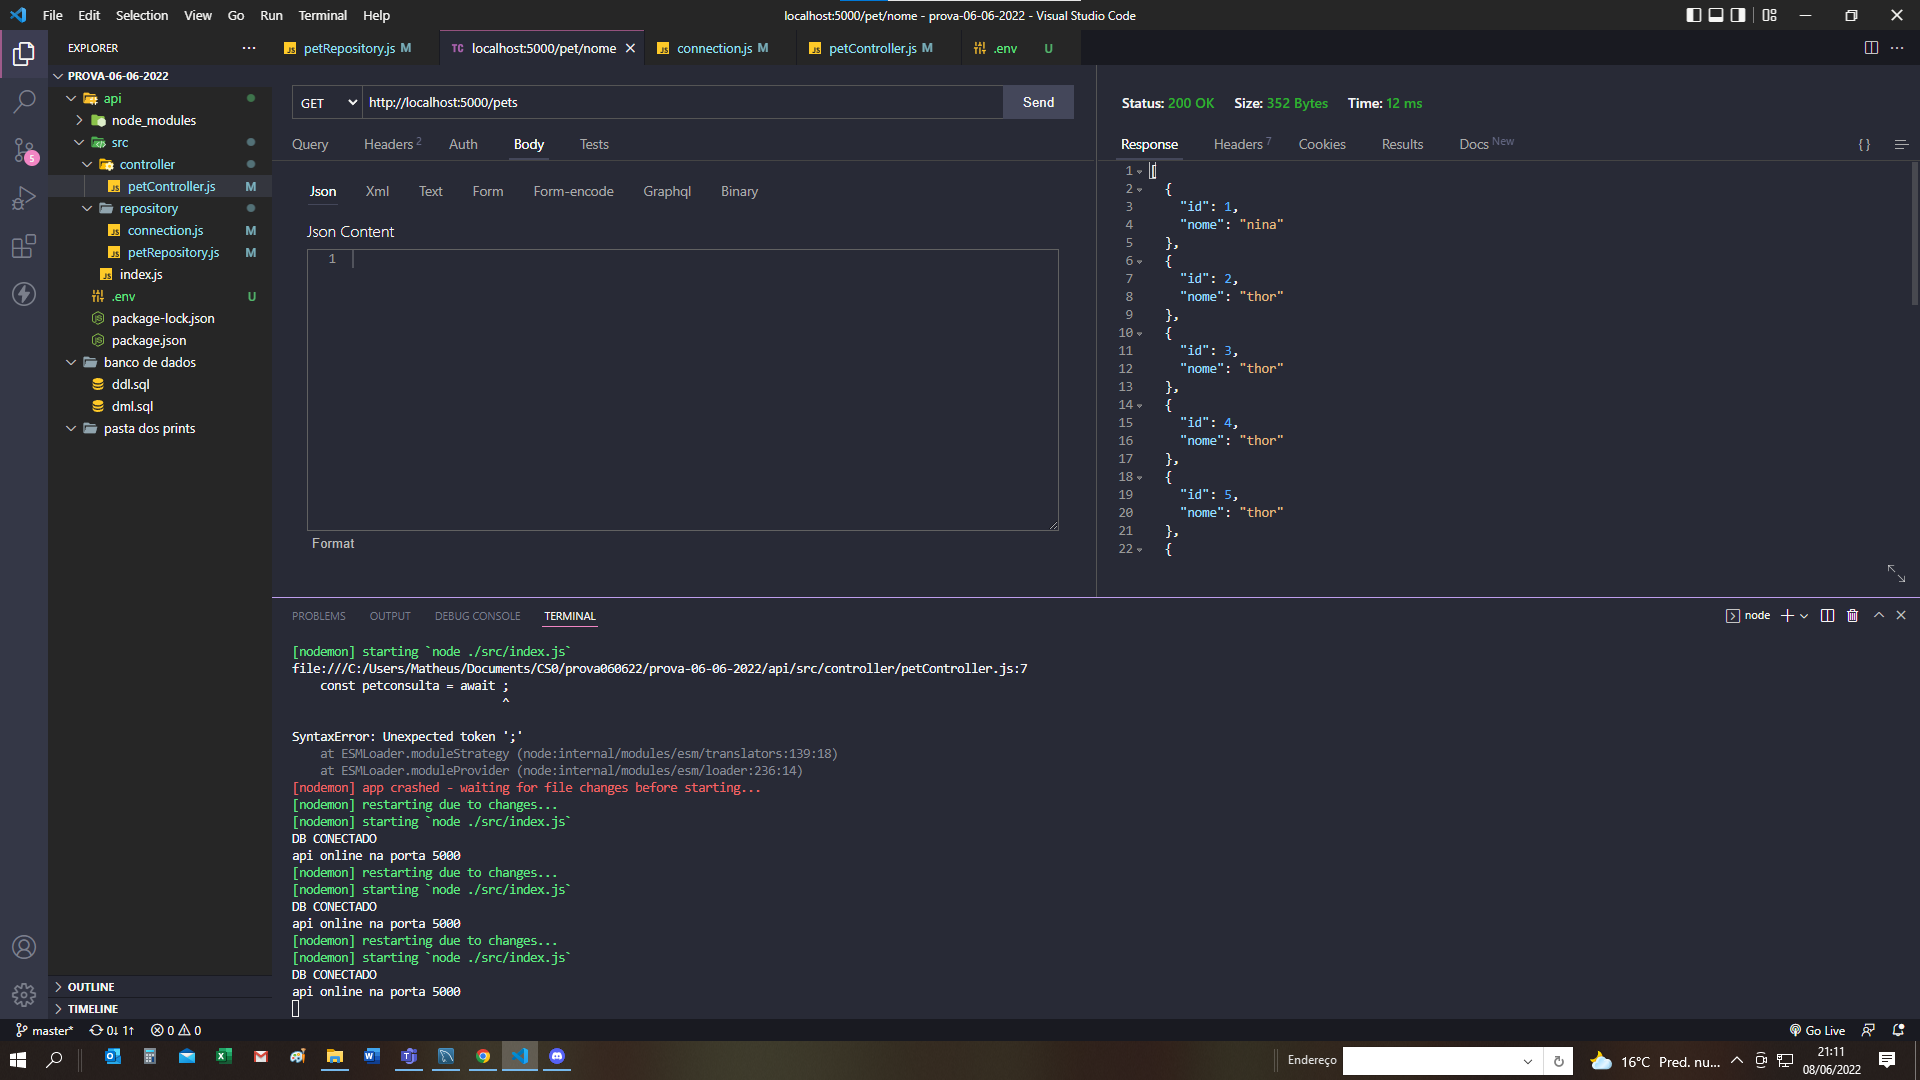 File Edit Selection View Go Run Terminal Help
localhost:5000/pet/nome - prova-06-06-2022 - Visual Studio Code
EXPLORER
JS petRepository.js M
TC localhost:5000/pet/nome
JS connection.js M
JS petController.js M
.env U
PROVA-06-06-2022
api
node_modules
src
controller
JS petController.js M
repository
JS connection.js M
JS petRepository.js M
JS index.js
.env U
package-lock.json
package.json
banco de dados
ddl.sql
dml.sql
pasta dos prints
OUTLINE
TIMELINE
5
GET http://localhost:5000/pets Send
Query Headers 2 Auth Body Tests
Json Xml Text Form Form-encode Graphql Binary
Json Content
1
Format
Status: 200 OK Size: 352 Bytes Time: 12 ms
Response Headers 7 Cookies Results Docs New {}
1 [
2 {
3 "id": 1,
4 "nome": "nina"
5 },
6 {
7 "id": 2,
8 "nome": "thor"
9 },
10 {
11 "id": 3,
12 "nome": "thor"
13 },
14 {
15 "id": 4,
16 "nome": "thor"
17 },
18 {
19 "id": 5,
20 "nome": "thor"
21 },
22 {
PROBLEMS OUTPUT DEBUG CONSOLE TERMINAL
node
[nodemon] starting `node ./src/index.js`
file:///C:/Users/Matheus/Documents/CS0/prova060622/prova-06-06-2022/api/src/controller/petController.js:7
const petconsulta = await ;
^
SyntaxError: Unexpected token ';'
at ESMLoader.moduleStrategy (node:internal/modules/esm/translators:139:18)
at ESMLoader.moduleProvider (node:internal/modules/esm/loader:236:14)
[nodemon] app crashed - waiting for file changes before starting...
[nodemon] restarting due to changes...
[nodemon] starting `node ./src/index.js`
DB CONECTADO
api online na porta 5000
[nodemon] restarting due to changes...
[nodemon] starting `node ./src/index.js`
DB CONECTADO
api online na porta 5000
[nodemon] restarting due to changes...
[nodemon] starting `node ./src/index.js`
DB CONECTADO
api online na porta 5000
master* 0↓ 1↑ 0 0
Go Live
Endereço
16°C Pred. nu...
21:11
08/06/2022